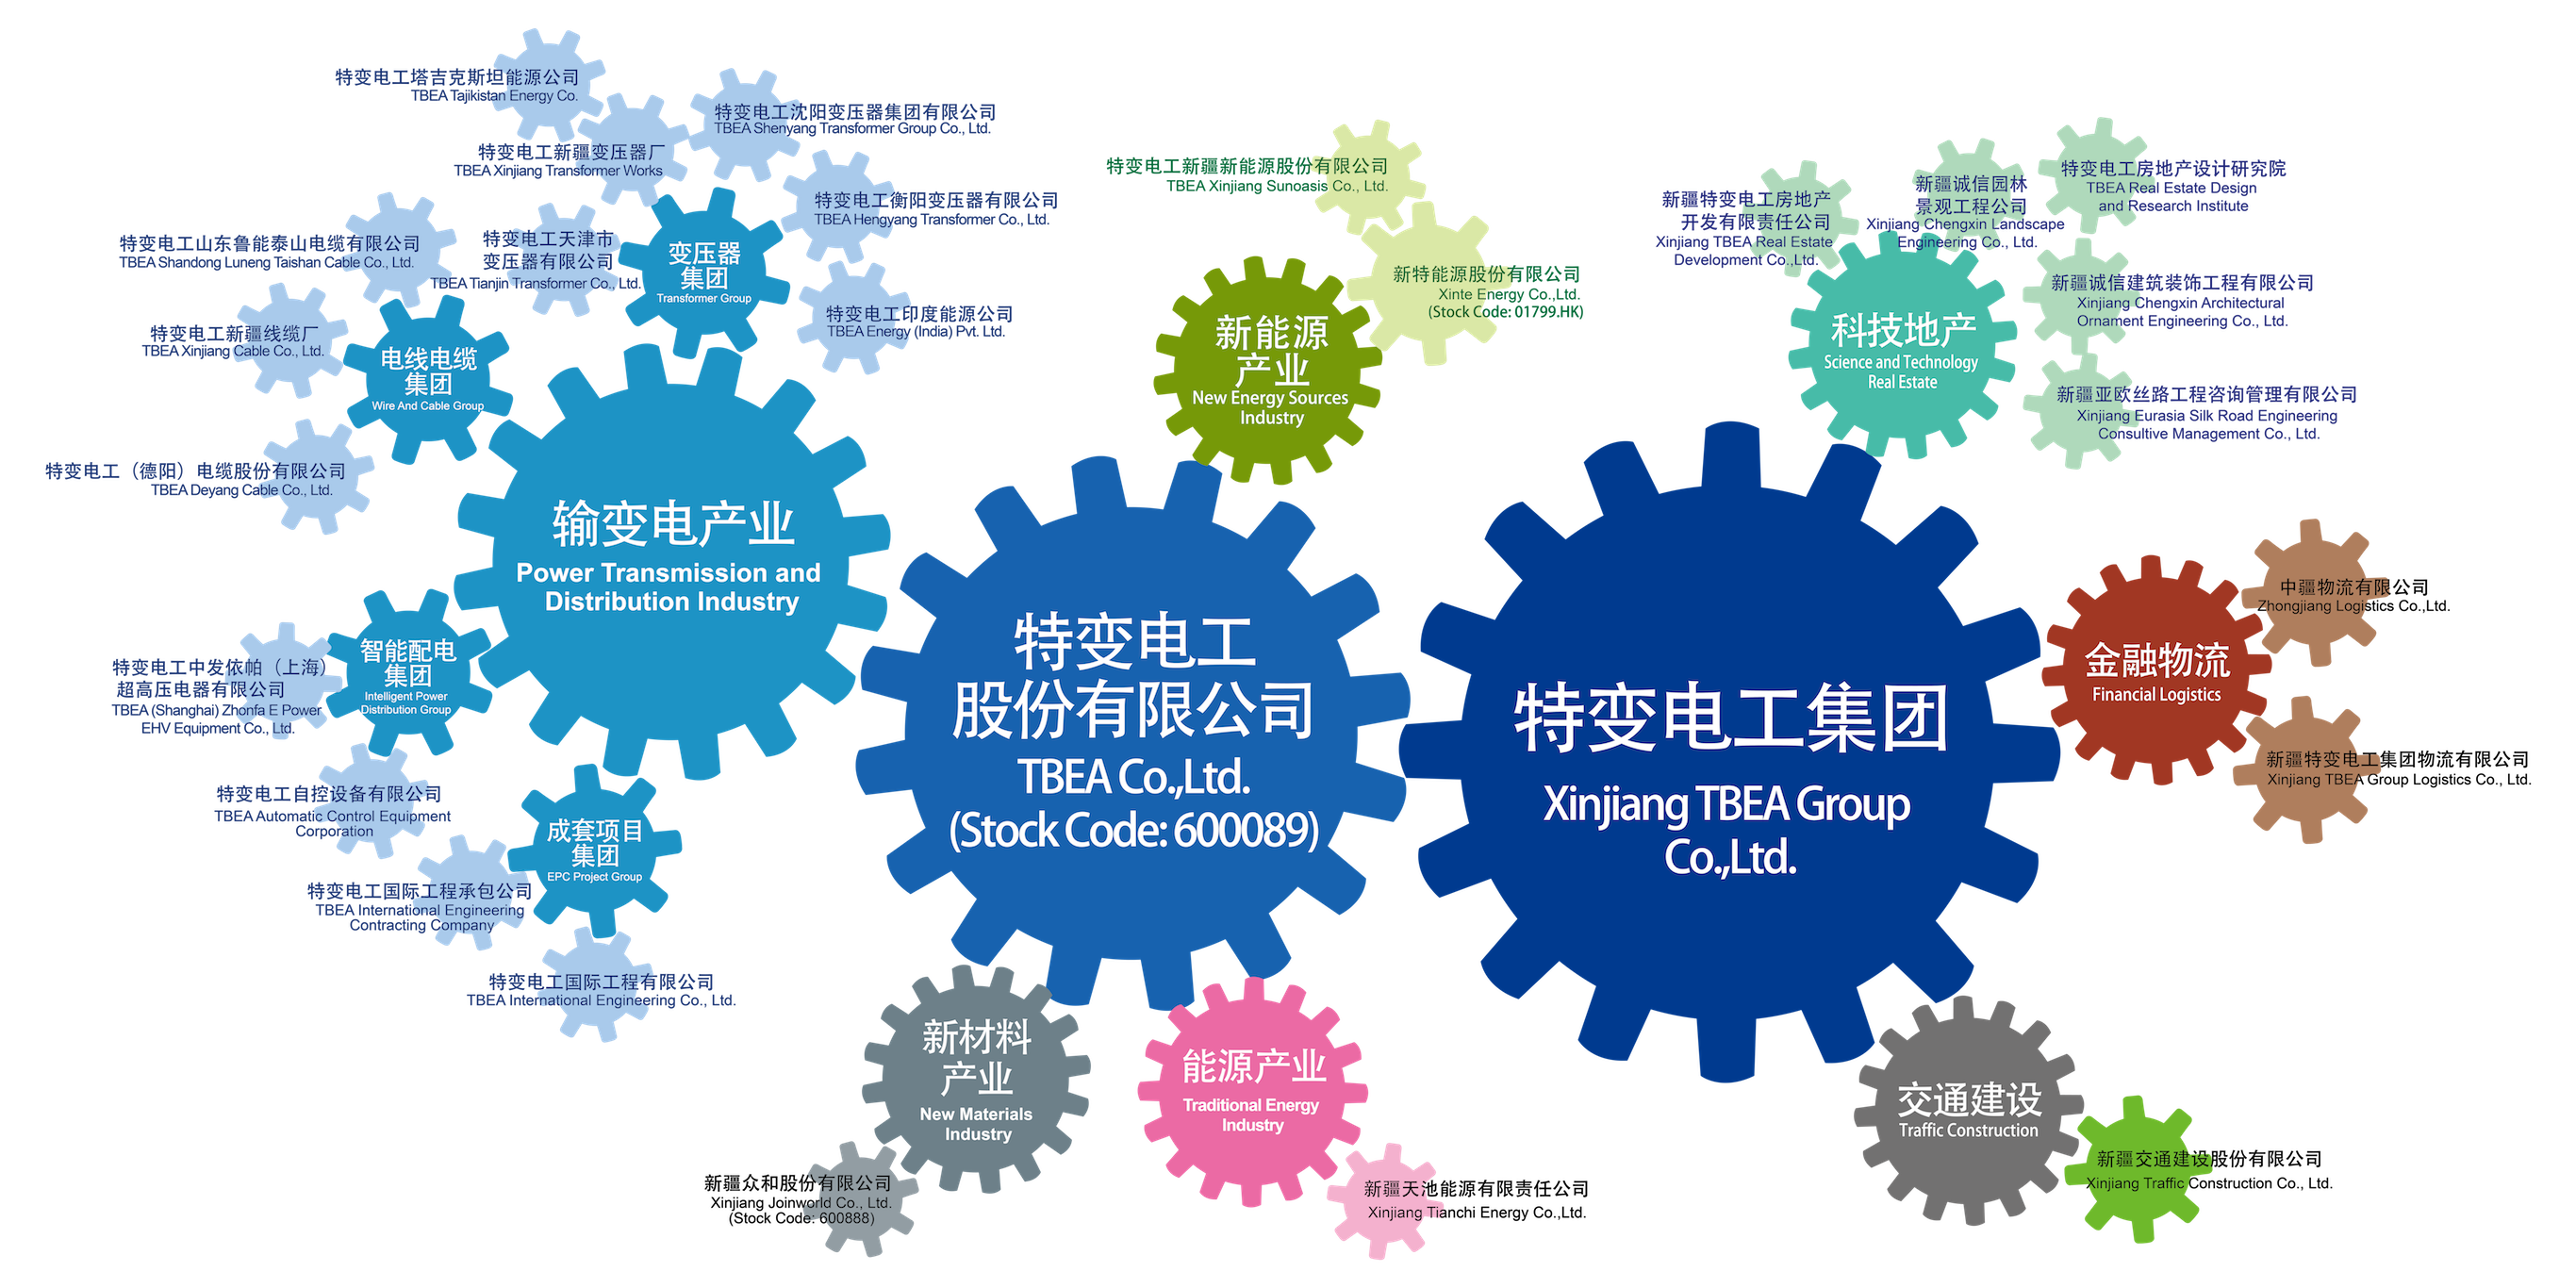 特变电工塔吉克斯坦能源公司
TBEA Tajikistan Energy Co.
特变电工沈阳变压器集团有限公司
TBEA Shenyang Transformer Group Co., Ltd.
特变电工新疆变压器厂
TBEA Xinjiang Transformer Works
特变电工衡阳变压器有限公司
TBEA Hengyang Transformer Co., Ltd.
特变电工天津市
变压器有限公司
TBEA Tianjin Transformer Co., Ltd.
变压器
集团
Transformer Group
特变电工印度能源公司
TBEA Energy (India) Pvt. Ltd.
特变电工山东鲁能泰山电缆有限公司
TBEA Shandong Luneng Taishan Cable Co., Ltd.
特变电工新疆线缆厂
TBEA Xinjiang Cable Co., Ltd.
电线电缆
集团
Wire And Cable Group
特变电工（德阳）电缆股份有限公司
TBEA Deyang Cable Co., Ltd.
输变电产业
Power Transmission and
Distribution Industry
智能配电
集团
Intelligent Power
Distribution Group
特变电工中发依帕（上海）
超高压电器有限公司
TBEA (Shanghai) Zhonfa E Power
EHV Equipment Co., Ltd.
特变电工自控设备有限公司
TBEA Automatic Control Equipment
Corporation
成套项目
集团
EPC Project Group
特变电工国际工程承包公司
TBEA International Engineering
Contracting Company
特变电工国际工程有限公司
TBEA International Engineering Co., Ltd.
特变电工新疆新能源股份有限公司
TBEA Xinjiang Sunoasis Co., Ltd.
新特能源股份有限公司
Xinte Energy Co.,Ltd.
(Stock Code: 01799.HK)
新能源
产业
New Energy Sources
Industry
特变电工
股份有限公司
TBEA Co.,Ltd.
(Stock Code: 600089)
新材料
产业
New Materials
Industry
新疆众和股份有限公司
Xinjiang Joinworld Co., Ltd.
(Stock Code: 600888)
能源产业
Traditional Energy
Industry
新疆天池能源有限责任公司
Xinjiang Tianchi Energy Co.,Ltd.
特变电工集团
Xinjiang TBEA Group
Co.,Ltd.
新疆特变电工房地产
开发有限责任公司
Xinjiang TBEA Real Estate
Development Co.,Ltd.
新疆诚信园林
景观工程公司
Xinjiang Chengxin Landscape
Engineering Co., Ltd.
特变电工房地产设计研究院
TBEA Real Estate Design
and Research Institute
科技地产
Science and Technology
Real Estate
新疆诚信建筑装饰工程有限公司
Xinjiang Chengxin Architectural
Ornament Engineering Co., Ltd.
新疆亚欧丝路工程咨询管理有限公司
Xinjiang Eurasia Silk Road Engineering
Consultive Management Co., Ltd.
金融物流
Financial Logistics
中疆物流有限公司
Zhongjiang Logistics Co.,Ltd.
新疆特变电工集团物流有限公司
Xinjiang TBEA Group Logistics Co., Ltd.
交通建设
Traffic Construction
新疆交通建设股份有限公司
Xinjiang Traffic Construction Co., Ltd.